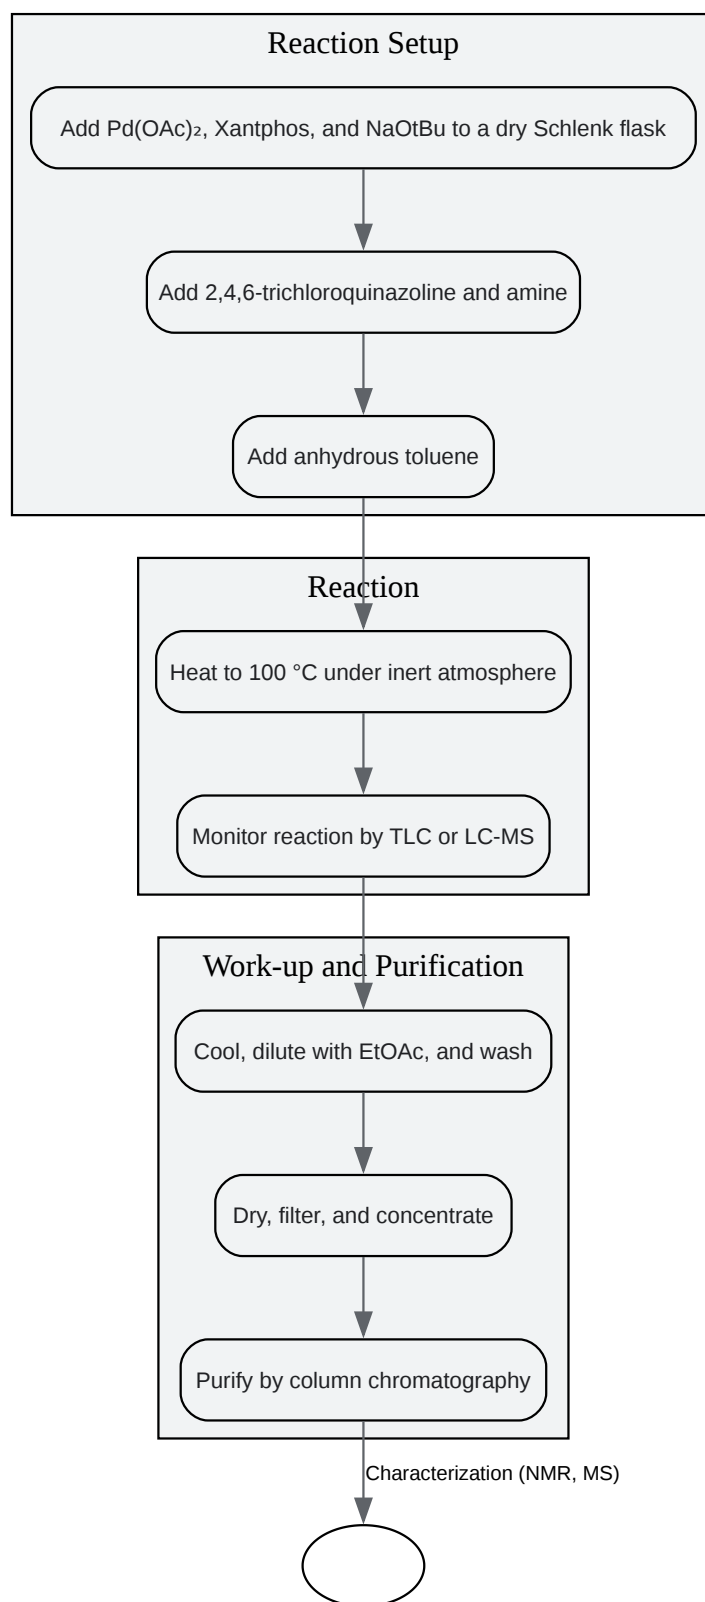 Reaction Setup
Add Pd(OAc)₂, Xantphos, and NaOtBu to a dry Schlenk flask
Add 2,4,6-trichloroquinazoline and amine
Add anhydrous toluene
Reaction
Heat to 100 °C under inert atmosphere
Monitor reaction by TLC or LC-MS
Work-up and Purification
Cool, dilute with EtOAc, and wash
Dry, filter, and concentrate
Purify by column chromatography
Characterization (NMR, MS)